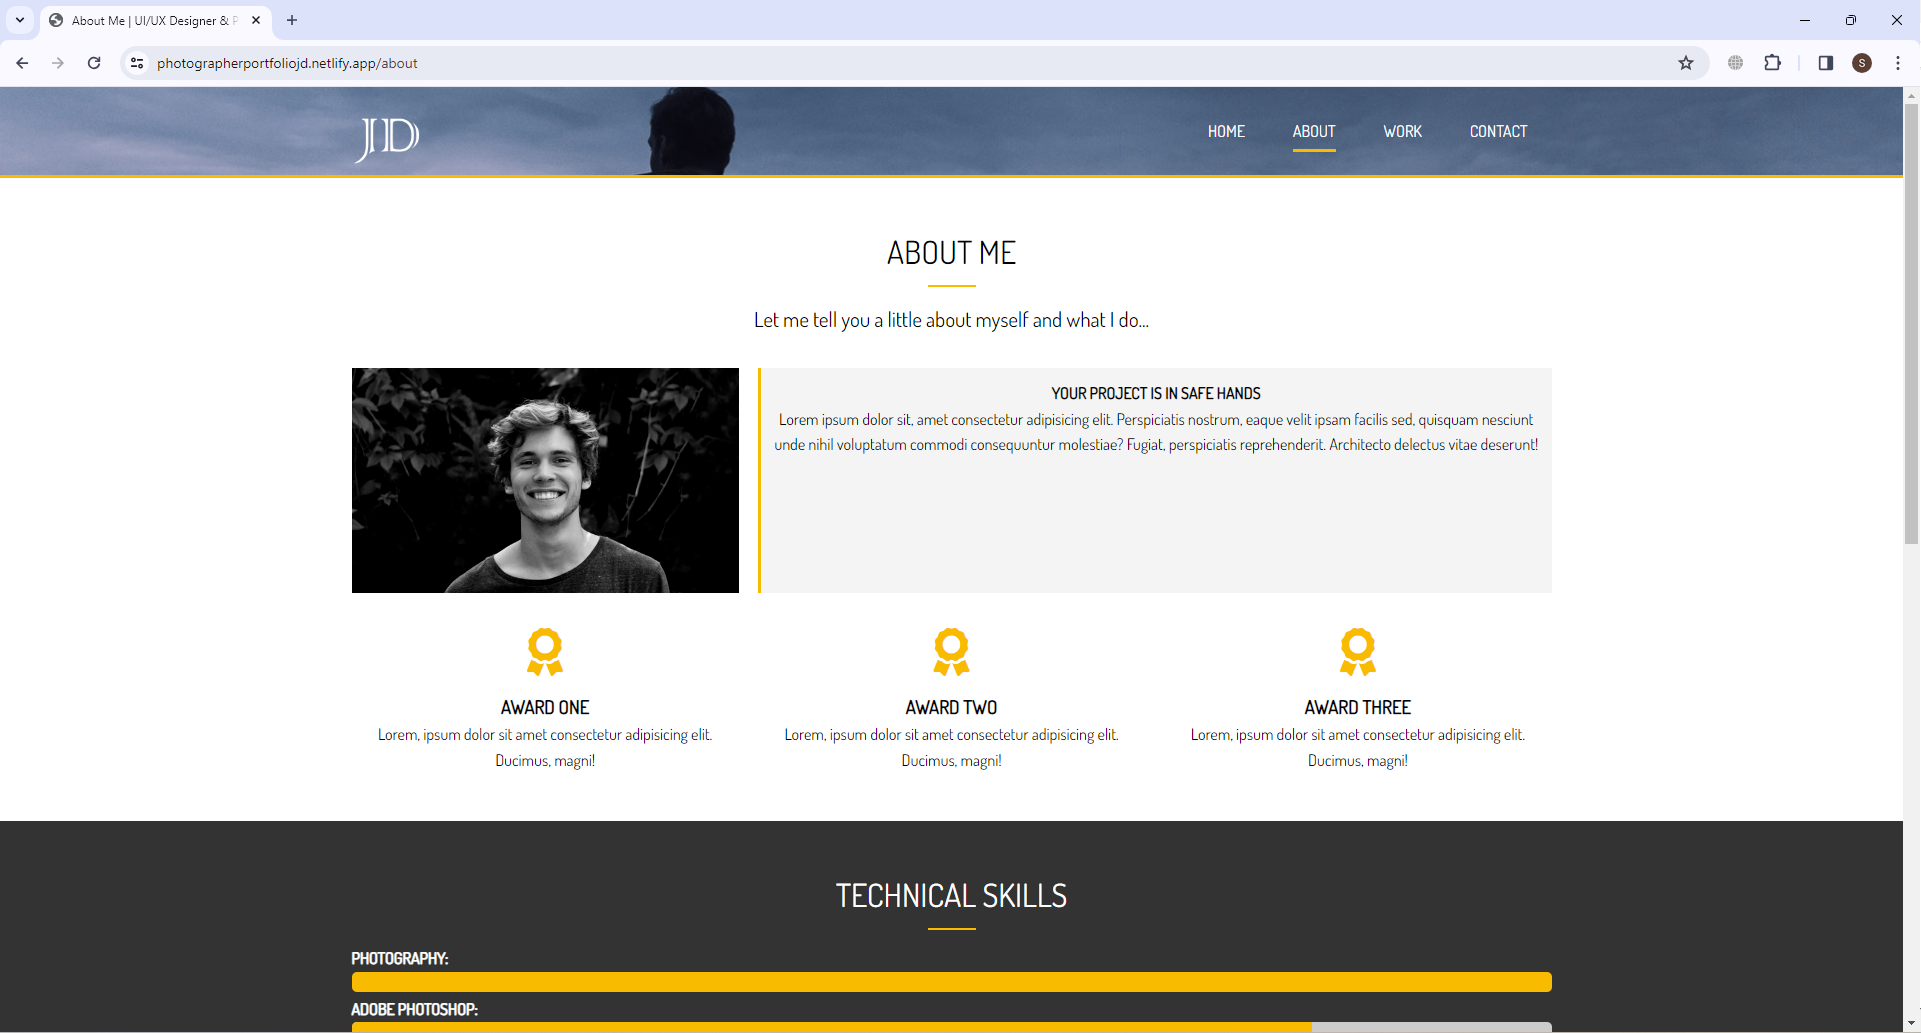 About Me | UI/UX Designer & P
photographerportfoliojd.netlify.app/about
S
JD
HOME
ABOUT
WORK
CONTACT
ABOUT ME
Let me tell you a little about myself and what I do...
YOUR PROJECT IS IN SAFE HANDS
Lorem ipsum dolor sit, amet consectetur adipisicing elit. Perspiciatis nostrum, eaque velit ipsam facilis sed, quisquam nesciunt
unde nihil voluptatum commodi consequuntur molestiae? Fugiat, perspiciatis reprehenderit. Architecto delectus vitae deserunt!
AWARD ONE
Lorem, ipsum dolor sit amet consectetur adipisicing elit.
Ducimus, magni!
AWARD TWO
Lorem, ipsum dolor sit amet consectetur adipisicing elit.
Ducimus, magni!
AWARD THREE
Lorem, ipsum dolor sit amet consectetur adipisicing elit.
Ducimus, magni!
TECHNICAL SKILLS
PHOTOGRAPHY:
ADOBE PHOTOSHOP: